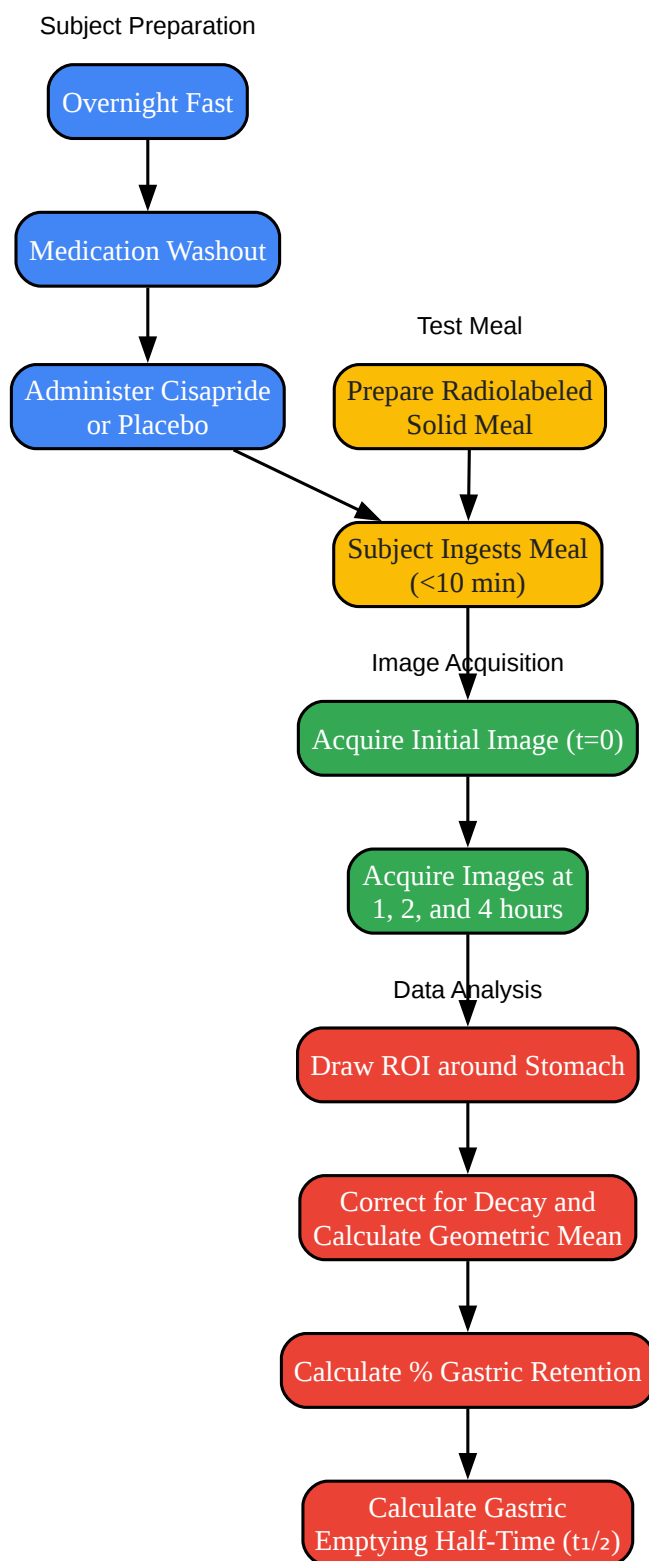 Subject Preparation
Overnight Fast
Medication Washout
Administer Cisapride
or Placebo
Test Meal
Prepare Radiolabeled
Solid Meal
Subject Ingests Meal
(<10 min)
Image Acquisition
Acquire Initial Image (t=0)
Acquire Images at
1, 2, and 4 hours
Data Analysis
Draw ROI around Stomach
Correct for Decay and
Calculate Geometric Mean
Calculate % Gastric Retention
Calculate Gastric
Emptying Half-Time (t₁/₂)